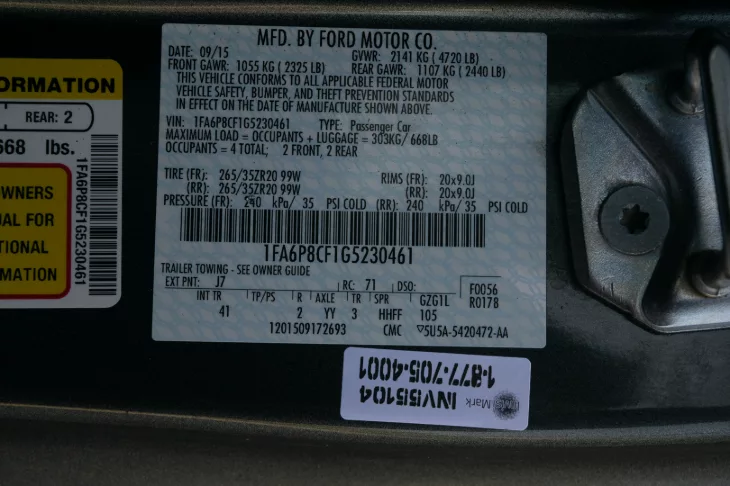 ORMATION
REAR: 2
668 lbs.
OWNERS
UAL FOR
TIONAL
RMATION
1FA6P8CF1G5230461
MFD. BY FORD MOTOR CO.
DATE: 09/15 GVWR: 2141 KG ( 4720 LB)
FRONT GAWR: 1055 KG ( 2325 LB) REAR GAWR: 1107 KG ( 2440 LB)
THIS VEHICLE CONFORMS TO ALL APPLICABLE FEDERAL MOTOR
VEHICLE SAFETY, BUMPER, AND THEFT PREVENTION STANDARDS
IN EFFECT ON THE DATE OF MANUFACTURE SHOWN ABOVE.
VIN: 1FA6P8CF1G5230461 TYPE: Passenger Car
MAXIMUM LOAD = OCCUPANTS + LUGGAGE = 303KG/ 668LB
OCCUPANTS = 4 TOTAL; 2 FRONT, 2 REAR
TIRE (FR): 265/35ZR20 99W RIMS (FR): 20x9.0J
(RR): 265/35ZR20 99W (RR): 20x9.0J
PRESSURE (FR): 240 kPa/ 35 PSI COLD (RR): 240 kPa/ 35 PSI COLD
1FA6P8CF1G5230461
TRAILER TOWING - SEE OWNER GUIDE
EXT PNT: J7 RC: 71 DSO: F0056
INT TR TP/PS R AXLE TR SPR GZG1L R0178
41 2 YY 3 HHFF 105
1201509172693 CMC ▽5U5A-5420472-AA
INV55104
1-877-705-4001
Mark